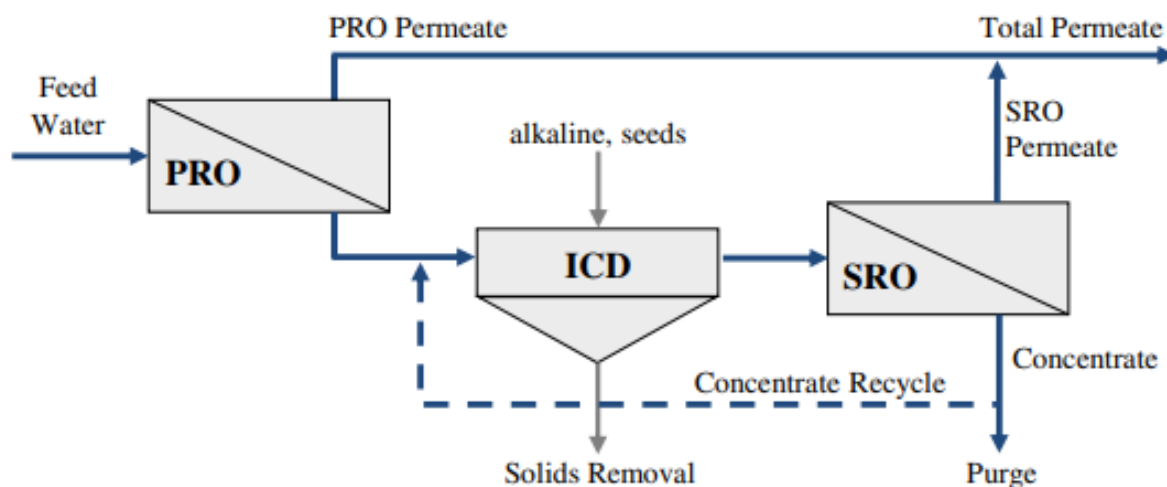 PRO Permeate
Total Permeate
Feed
Water
PRO
alkaline, seeds
SRO
Permeate
ICD
SRO
Concentrate
Concentrate Recycle
Solids Removal
Purge